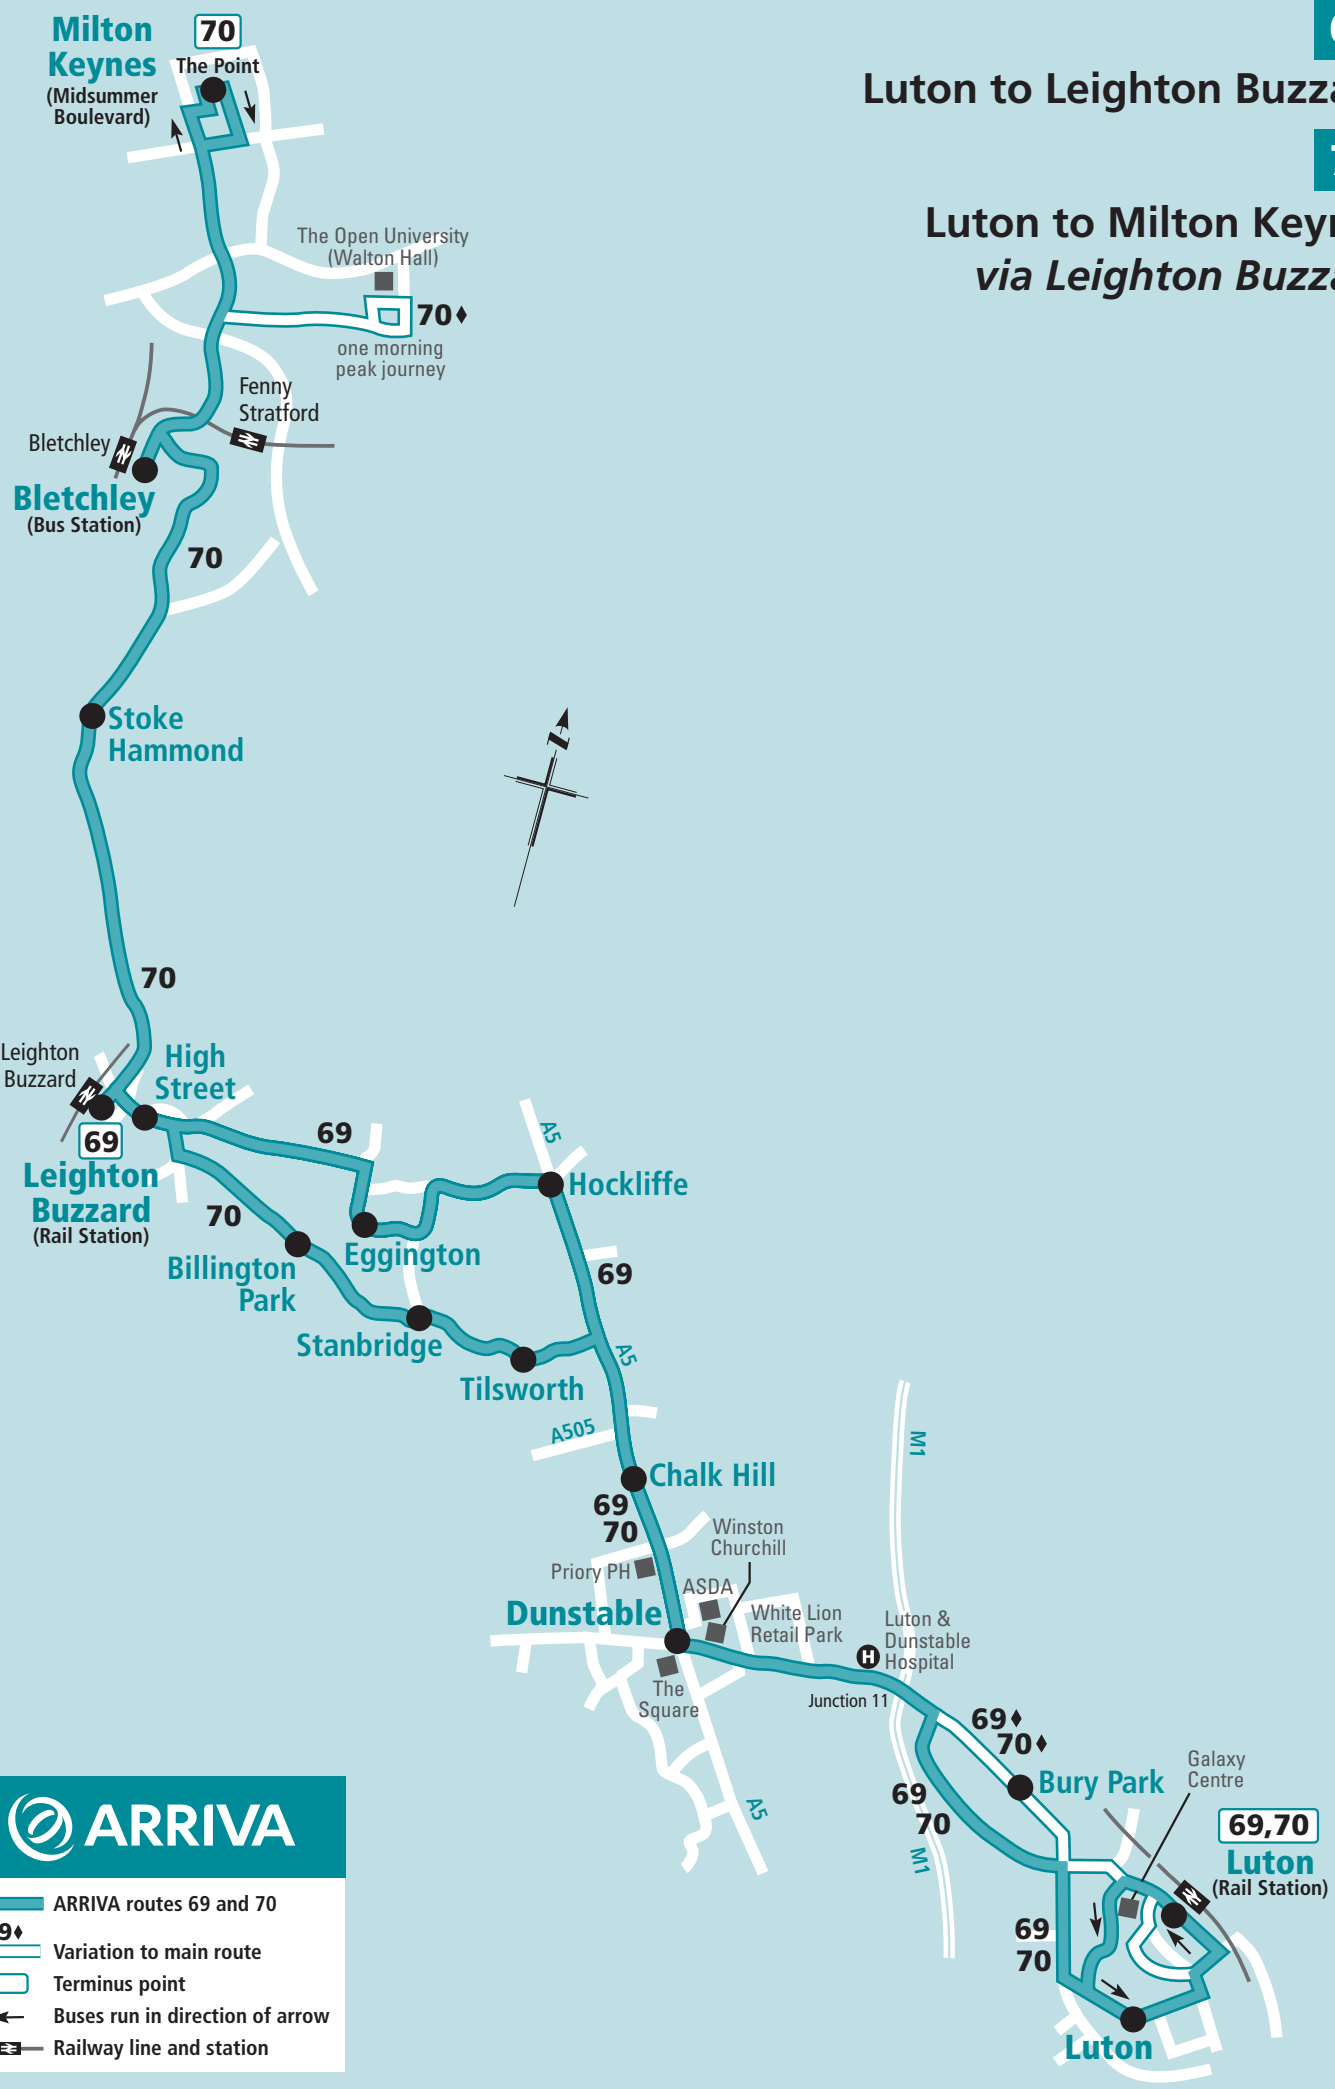 Milton
Keynes
(Midsummer
Boulevard)
70
The Point
Luton to Leighton
Luton to Milton
via Leighton
The Open University
(Walton Hall)
70♦
one morning
peak journey
Fenny
Stratford
Bletchley
Bletchley
(Bus Station)
70
Stoke
Hammond
N
70
Leighton
Buzzard
High
Street
69
Leighton
Buzzard
(Rail Station)
69
A5
Hockliffe
70
Eggington
Billington
Park
69
Stanbridge
A5
Tilsworth
A505
M1
Chalk Hill
69
70
Winston
Churchill
Priory PH
ASDA
Dunstable
White Lion
Retail Park
Luton &
Dunstable
Hospital
H
The
Square
Junction 11
69♦
70♦
Bury Park
Galaxy
Centre
69
70
A5
M1
69,70
Luton
(Rail Station)
69
70
Luton
ARRIVA
ARRIVA routes 69 and 70
9♦
Variation to main route
Terminus point
Buses run in direction of arrow
Railway line and station